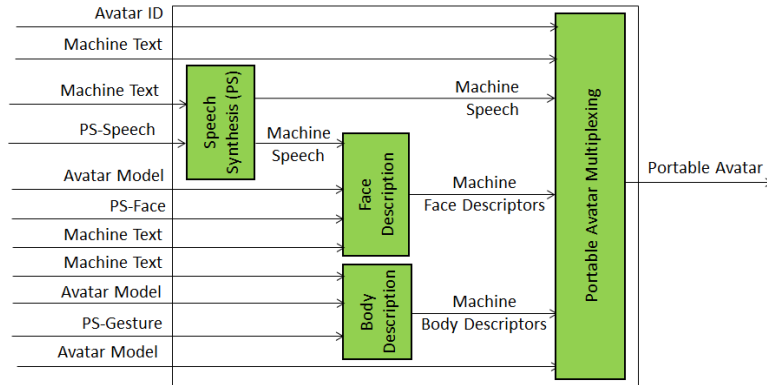 Avatar ID
Machine Text
Machine Text
PS-Speech
Speech
Synthesis (PS)
Machine
Speech
Machine
Speech
Avatar Model
PS-Face
Machine Text
Face
Description
Machine
Face Descriptors
Machine Text
Avatar Model
PS-Gesture
Avatar Model
Body
Description
Machine
Body Descriptors
Portable Avatar Multiplexing
Portable Avatar